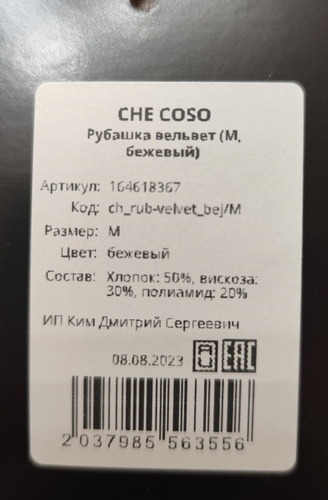 CHE COSO
Рубашка вельвет (M,
бежевый)
Артикул: 164618367
Код: ch_rub-velvet_bej/M
Размер: M
Цвет: бежевый
Состав: Хлопок: 50%, вискоза:
30%, полиамид: 20%
ИП Ким Дмитрий Сергеевич
08.08.2023 EAC
2 037985 563556